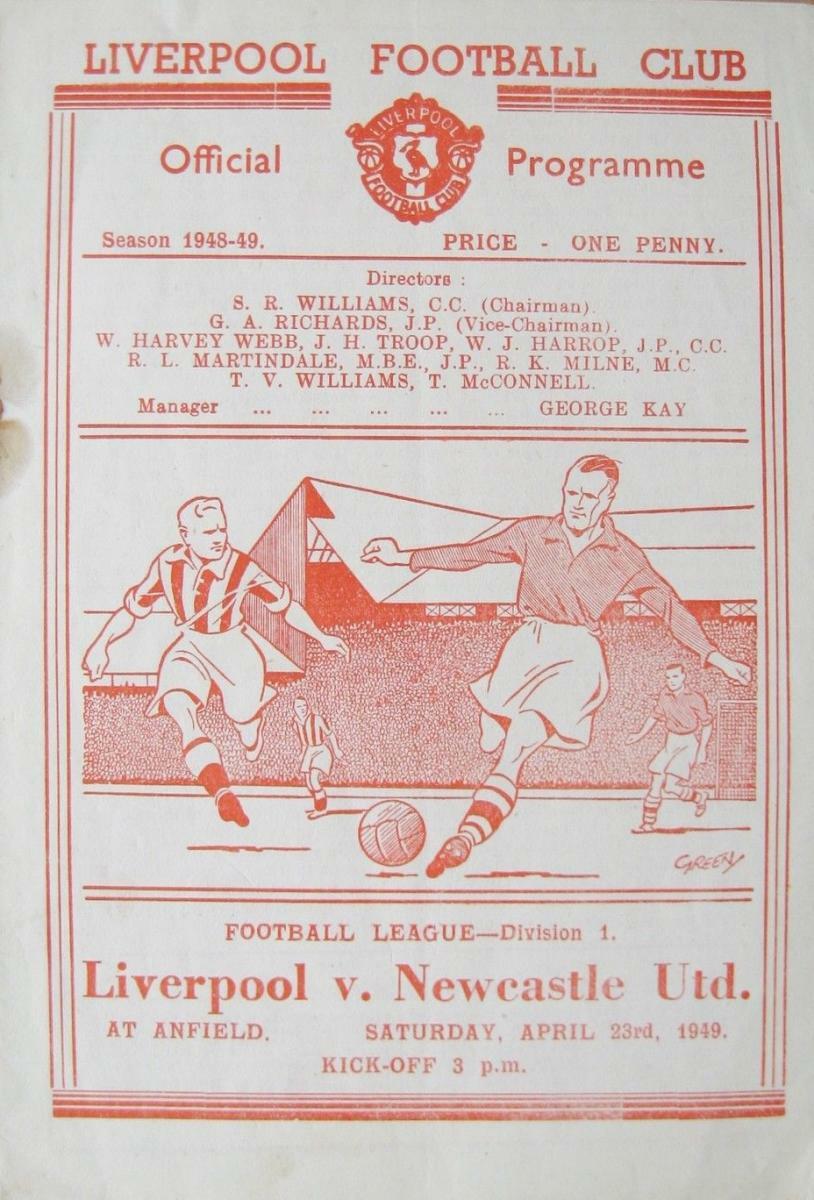 LIVERPOOL FOOTBALL CLUB
LIVERPOOL
FOOTBALL CLUB
Official Programme
Season 1948-49. PRICE - ONE PENNY.
Directors :
S. R. WILLIAMS, C.C. (Chairman).
G. A. RICHARDS, J.P. (Vice-Chairman).
W. HARVEY WEBB, J. H. TROOP, W. J. HARROP, J.P., C.C.
R. L. MARTINDALE, M.B.E., J.P., R. K. MILNE, M.C.
T. V. WILLIAMS, T. McCONNELL.
Manager ... ... ... ... ... GEORGE KAY
GREEN
FOOTBALL LEAGUE—Division 1.
Liverpool v. Newcastle Utd.
AT ANFIELD. SATURDAY, APRIL 23rd, 1949.
KICK-OFF 3 p.m.